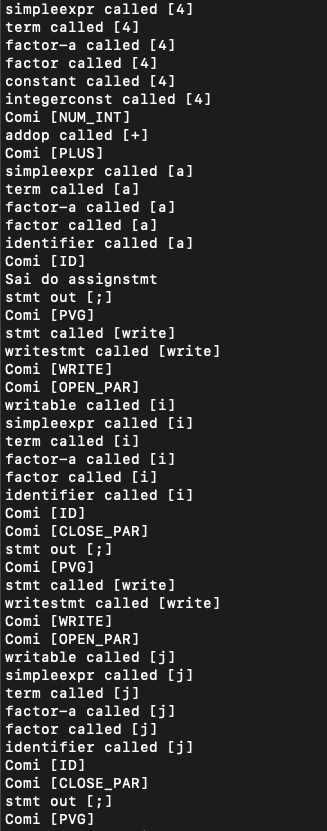 simpleexpr called [4]
term called [4]
factor-a called [4]
factor called [4]
constant called [4]
integerconst called [4]
Comi [NUM_INT]
addop called [+]
Comi [PLUS]
simpleexpr called [a]
term called [a]
factor-a called [a]
factor called [a]
identifier called [a]
Comi [ID]
Sai do assignstmt
stmt out [;]
Comi [PVG]
stmt called [write]
writestmt called [write]
Comi [WRITE]
Comi [OPEN_PAR]
writable called [i]
simpleexpr called [i]
term called [i]
factor-a called [i]
factor called [i]
identifier called [i]
Comi [ID]
Comi [CLOSE_PAR]
stmt out [;]
Comi [PVG]
stmt called [write]
writestmt called [write]
Comi [WRITE]
Comi [OPEN_PAR]
writable called [j]
simpleexpr called [j]
term called [j]
factor-a called [j]
factor called [j]
identifier called [j]
Comi [ID]
Comi [CLOSE_PAR]
stmt out [;]
Comi [PVG]